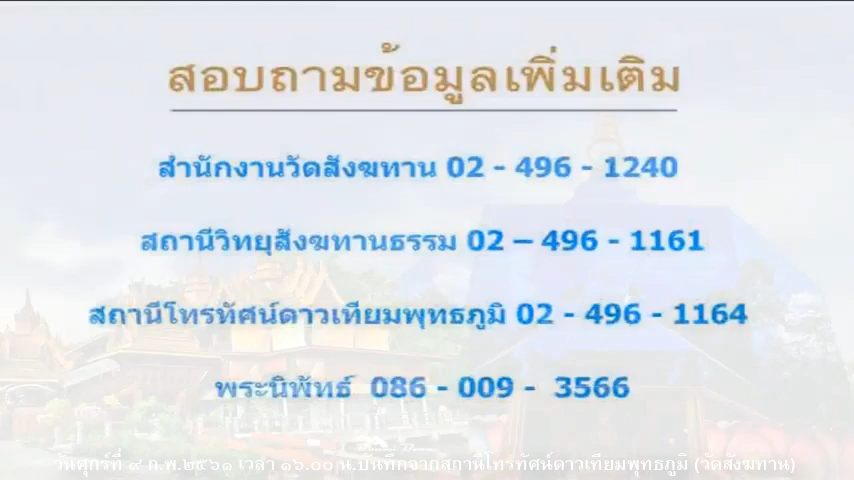 สอบถามข้อมูลเพิ่มเติม
สำนักงานวัดสังฆทาน 02 - 496 - 1240
สถานีวิทยุสังฆทานธรรม 02 – 496 - 1161
สถานีโทรทัศน์ดาวเทียมพุทธภูมิ 02 - 496 - 1164
พระนิพัทธ์ 086 - 009 - 3566
วันศุกร์ที่ ๙ ก.พ.๒๕๖๑ เวลา ๑๖.๐๐ น.บันทึกจากสถานีโทรทัศน์ดาวเทียมพุทธภูมิ (วัดสังฆทาน)